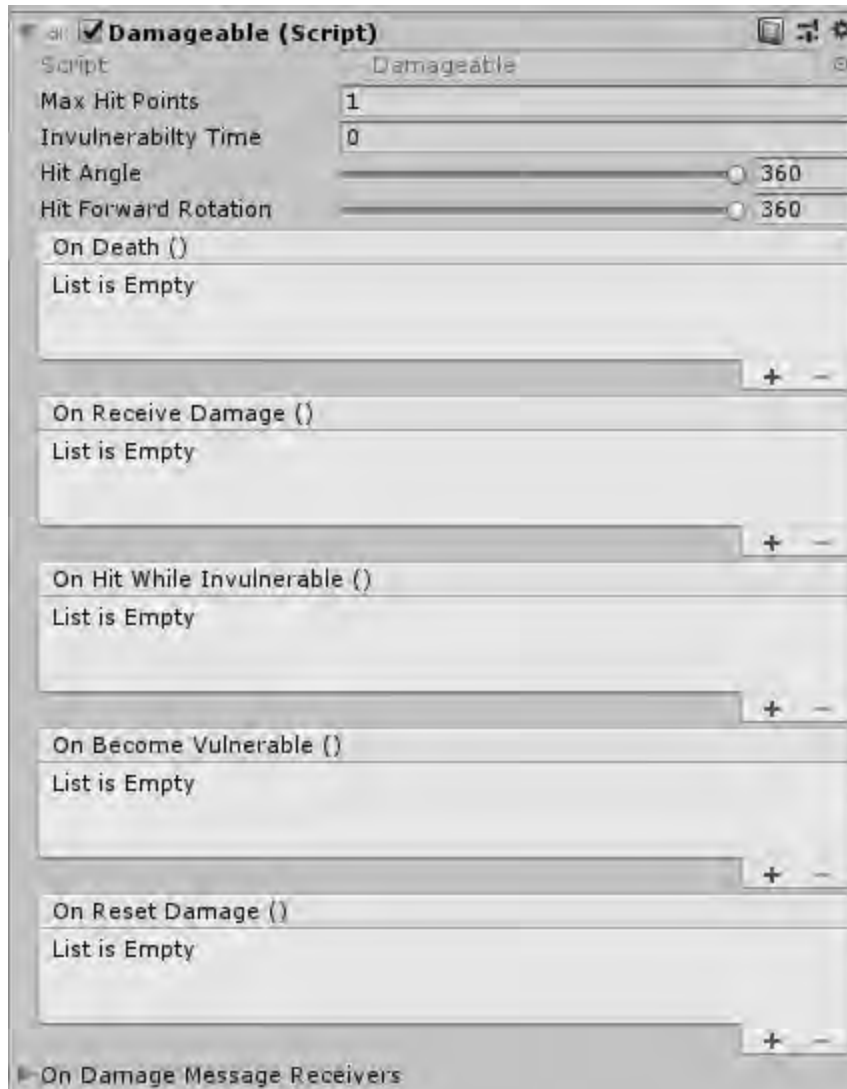 Damageable (Script)
Script Damageable
Max Hit Points 1
Invulnerabilty Time 0
Hit Angle 360
Hit Forward Rotation 360
On Death ()
List is Empty
+ −
On Receive Damage ()
List is Empty
+ −
On Hit While Invulnerable ()
List is Empty
+ −
On Become Vulnerable ()
List is Empty
+ −
On Reset Damage ()
List is Empty
+ −
On Damage Message Receivers